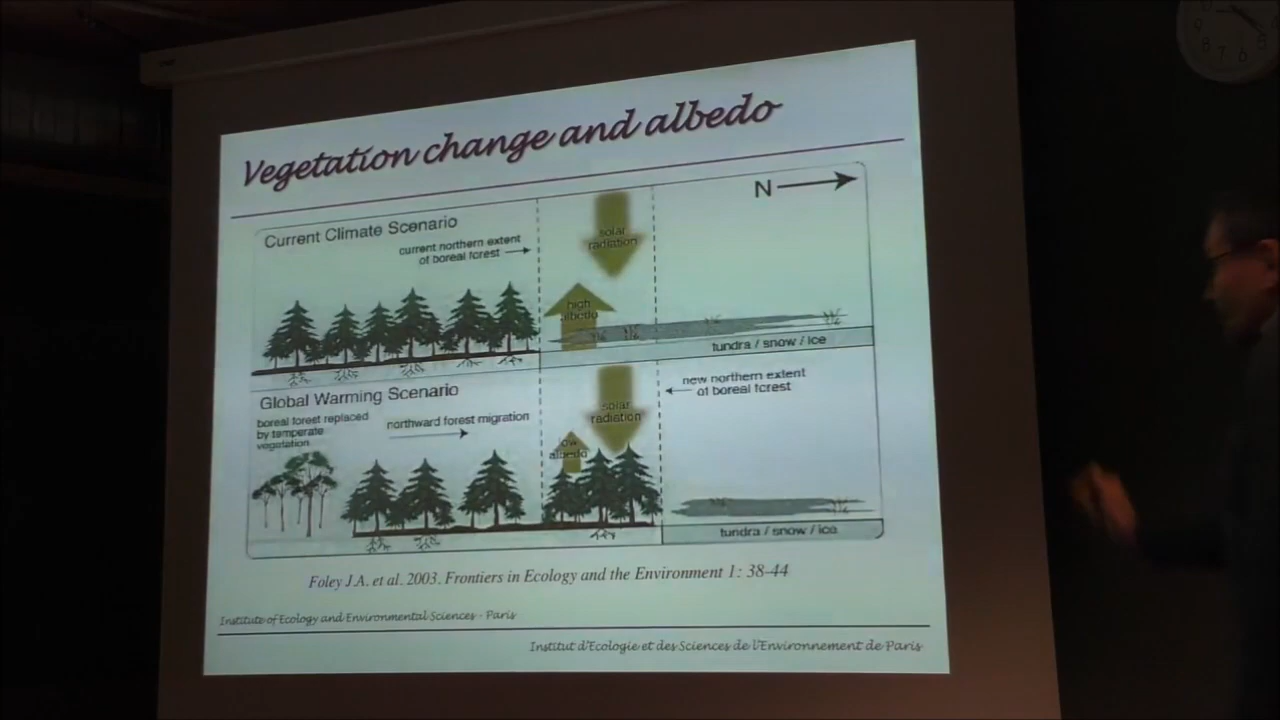 Vegetation change and albedo
N
Current Climate Scenario
current northern extent
of boreal forest
solar
radiation
high
albedo
tundra / snow / ice
Global Warming Scenario
boreal forest replaced
by temperate
vegetation
northward forest migration
solar
radiation
low
albedo
new northern extent
of boreal forest
tundra / snow / ice
Foley J.A. et al. 2003. Frontiers in Ecology and the Environment 1: 38-44
Institute of Ecology and Environmental Sciences - Paris
Institut d'Ecologie et des Sciences de l'Environnement de Paris